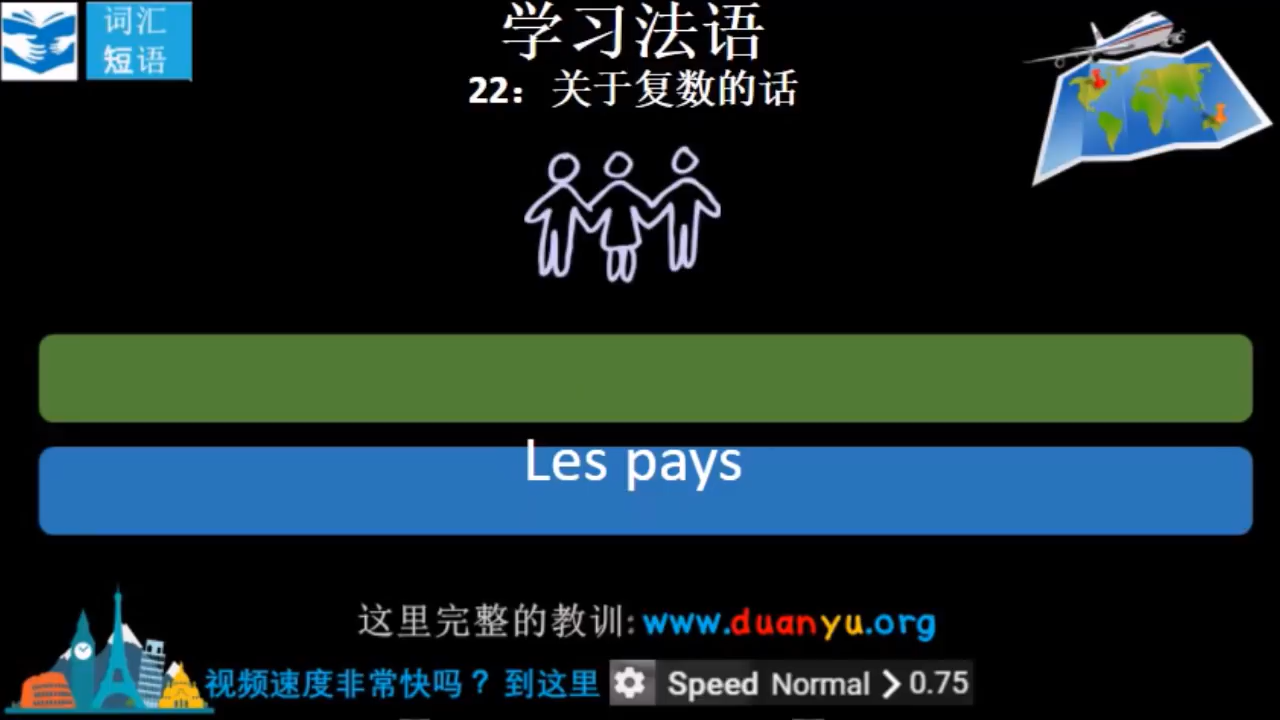 词汇
短语
学习法语
22：关于复数的话
Les pays
这里完整的教训: www.duanyu.org
视频速度非常快吗？ 到这里 Speed Normal > 0.75